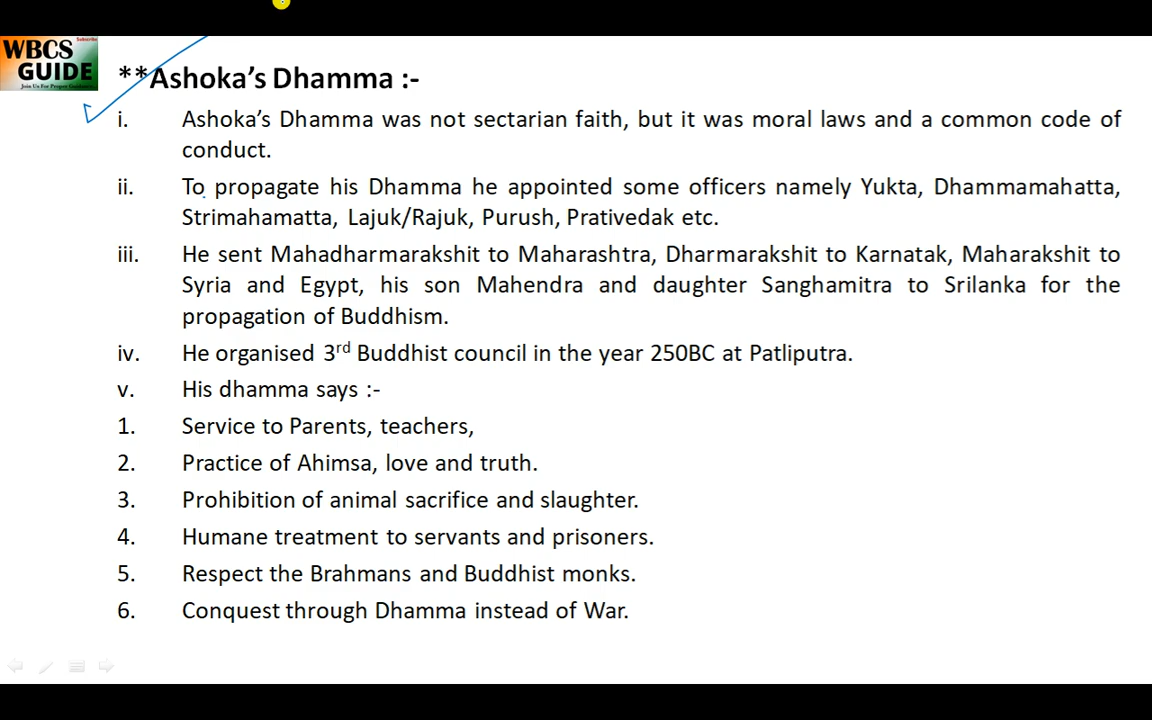 Subscribe
WBCS
GUIDE
Join Us For Proper Guidance
**Ashoka's Dhamma :-
i. Ashoka's Dhamma was not sectarian faith, but it was moral laws and a common code of
conduct.
ii. To propagate his Dhamma he appointed some officers namely Yukta, Dhammamahatta,
Strimahamatta, Lajuk/Rajuk, Purush, Prativedak etc.
iii. He sent Mahadharmarakshit to Maharashtra, Dharmarakshit to Karnatak, Maharakshit to
Syria and Egypt, his son Mahendra and daughter Sanghamitra to Srilanka for the
propagation of Buddhism.
iv. He organised 3rd Buddhist council in the year 250BC at Patliputra.
v. His dhamma says :-
1. Service to Parents, teachers,
2. Practice of Ahimsa, love and truth.
3. Prohibition of animal sacrifice and slaughter.
4. Humane treatment to servants and prisoners.
5. Respect the Brahmans and Buddhist monks.
6. Conquest through Dhamma instead of War.